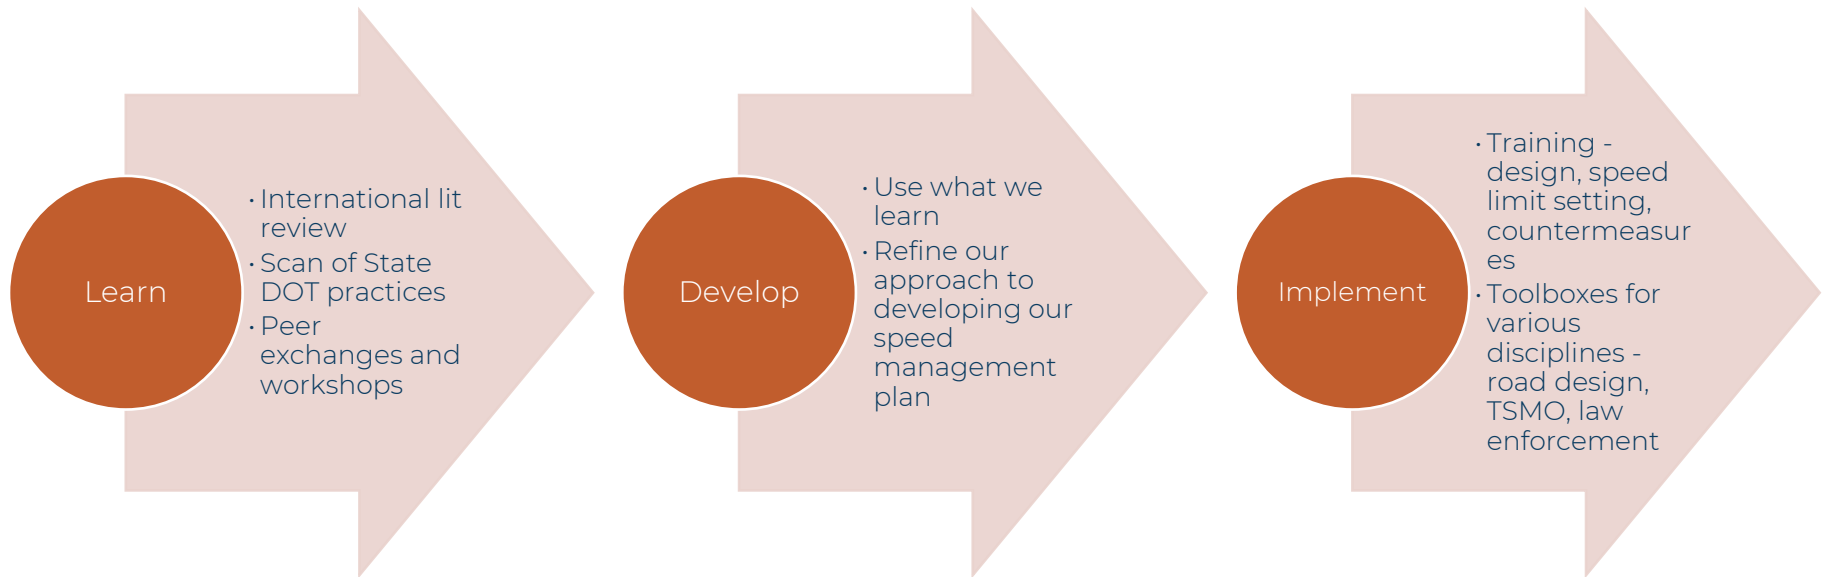 Learn
• International lit
review
• Scan of State
DOT practices
• Peer
exchanges and
workshops
Develop
• Use what we
learn
• Refine our
approach to
developing our
speed
management
plan
Implement
• Training -
design, speed
limit setting,
countermeasur
es
• Toolboxes for
various
disciplines -
road design,
TSMO, law
enforcement